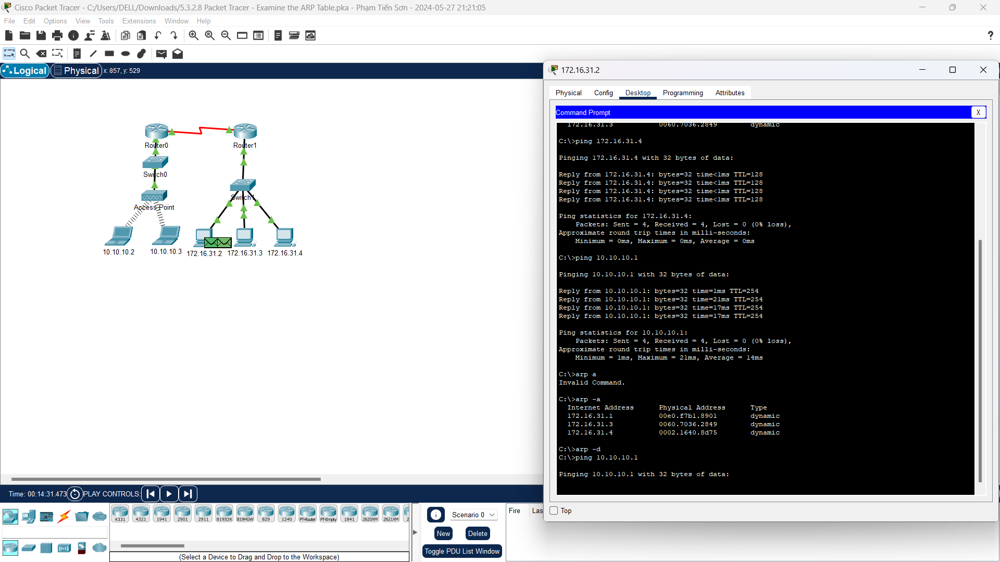 Cisco Packet Tracer - C:/Users/DELL/Downloads/5.3.2.8 Packet Tracer - Examine the ARP Table.pka - Phạm Tiến Sơn - 2024-05-27 21:21:05
File Edit Options View Tools Extensions Window Help
?
Logical Physical x: 857, y: 529
Router0
Router1
Switch0
Switch1
Access Point
10.10.10.2
10.10.10.3
172.16.31.2
172.16.31.3
172.16.31.4
172.16.31.2
Physical Config Desktop Programming Attributes
Command Prompt
X
172.16.31.3 0060.7036.2849 dynamic
C:\>ping 172.16.31.4
Pinging 172.16.31.4 with 32 bytes of data:
Reply from 172.16.31.4: bytes=32 time<1ms TTL=128
Reply from 172.16.31.4: bytes=32 time<1ms TTL=128
Reply from 172.16.31.4: bytes=32 time<1ms TTL=128
Reply from 172.16.31.4: bytes=32 time<1ms TTL=128
Ping statistics for 172.16.31.4:
Packets: Sent = 4, Received = 4, Lost = 0 (0% loss),
Approximate round trip times in milli-seconds:
Minimum = 0ms, Maximum = 0ms, Average = 0ms
C:\>ping 10.10.10.1
Pinging 10.10.10.1 with 32 bytes of data:
Reply from 10.10.10.1: bytes=32 time=1ms TTL=254
Reply from 10.10.10.1: bytes=32 time=21ms TTL=254
Reply from 10.10.10.1: bytes=32 time=17ms TTL=254
Reply from 10.10.10.1: bytes=32 time=17ms TTL=254
Ping statistics for 10.10.10.1:
Packets: Sent = 4, Received = 4, Lost = 0 (0% loss),
Approximate round trip times in milli-seconds:
Minimum = 1ms, Maximum = 21ms, Average = 14ms
C:\>arp a
Invalid Command.
C:\>arp -a
Internet Address Physical Address Type
172.16.31.1 00e0.f7b1.8901 dynamic
172.16.31.3 0060.7036.2849 dynamic
172.16.31.4 0002.1640.8d75 dynamic
C:\>arp -d
C:\>ping 10.10.10.1
Pinging 10.10.10.1 with 32 bytes of data:
Top
Time: 00:14:31.473 PLAY CONTROLS:
4331 4321 1941 2901 2911 819IOX 819HGW 829 1240 PT-Router PT-Empty 1841 2620XM 2621XM 2
(Select a Device to Drag and Drop to the Workspace)
Scenario 0
New Delete
Toggle PDU List Window
Fire Las